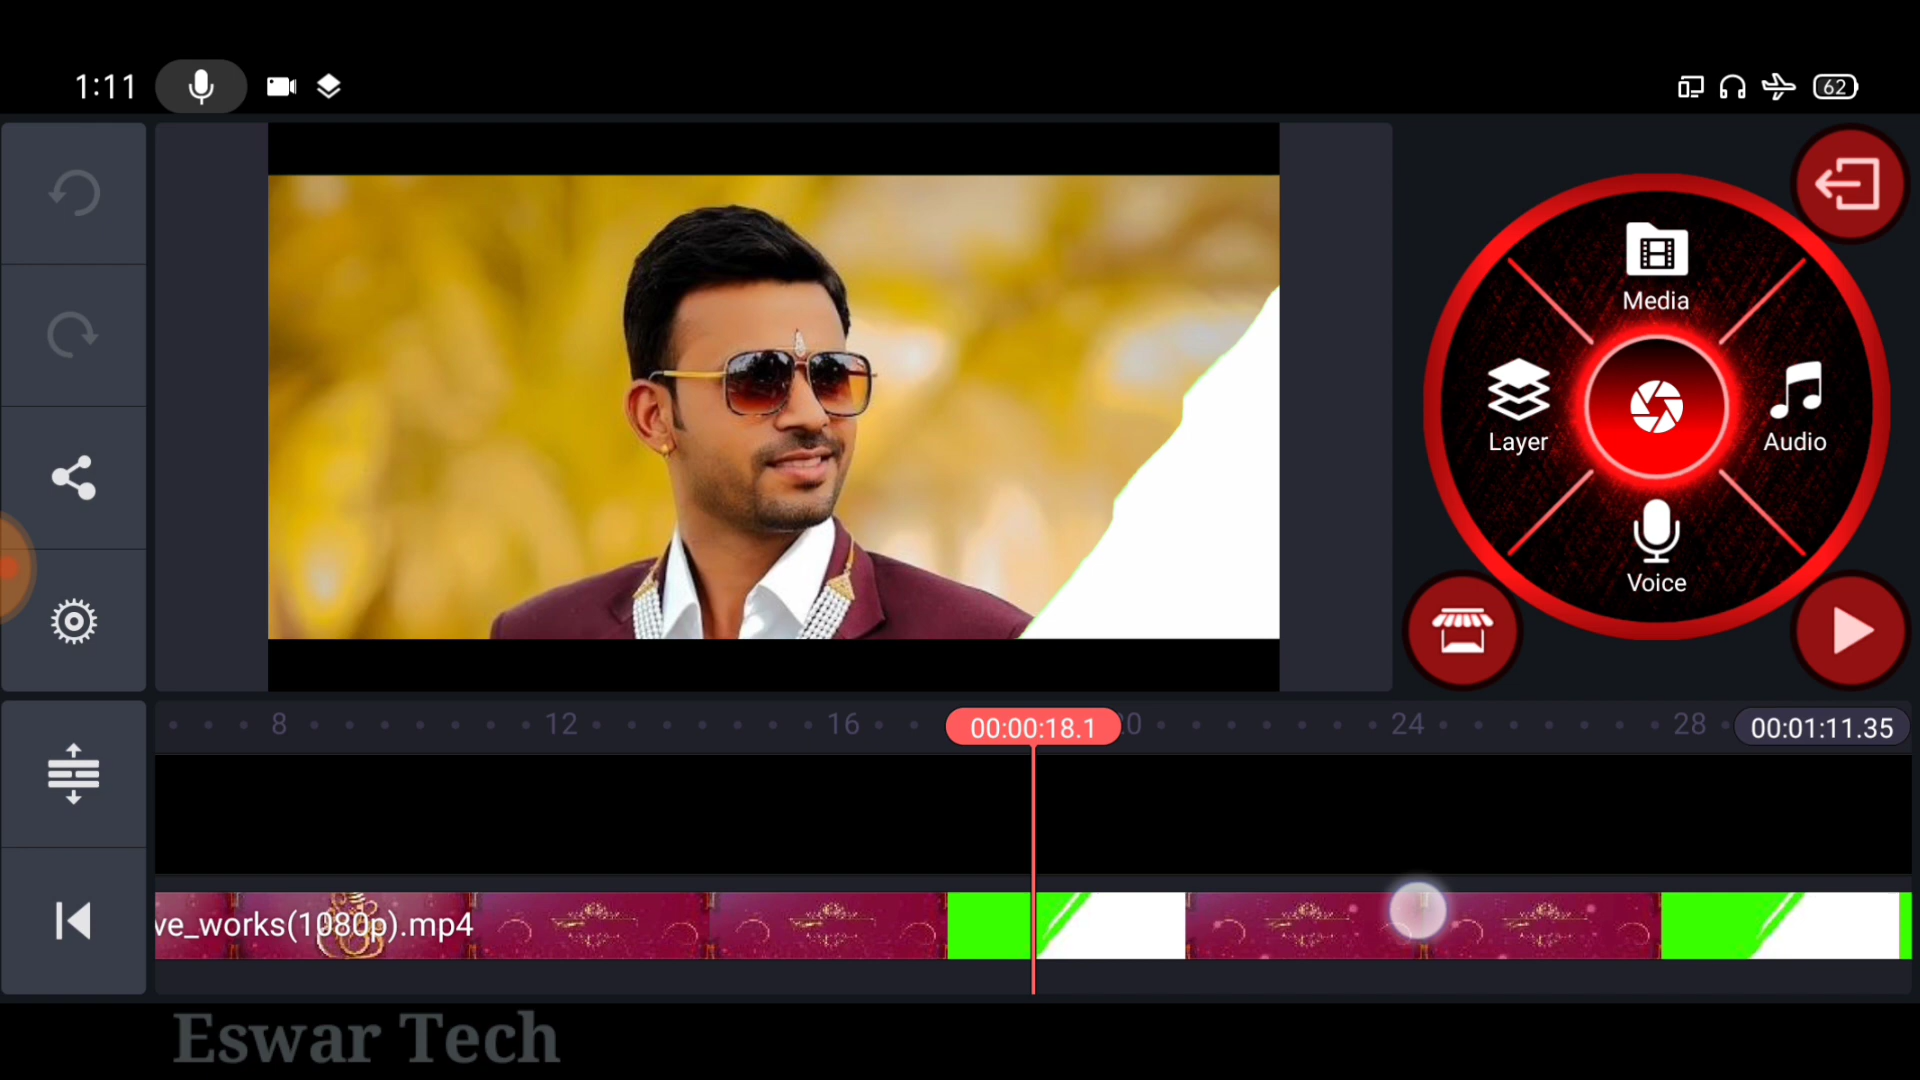 1:11
62
Media
Layer
Audio
Voice
8 12 16 00:00:18.1 20 24 28 00:01:11.35
ve_works(1080p).mp4
Eswar Tech